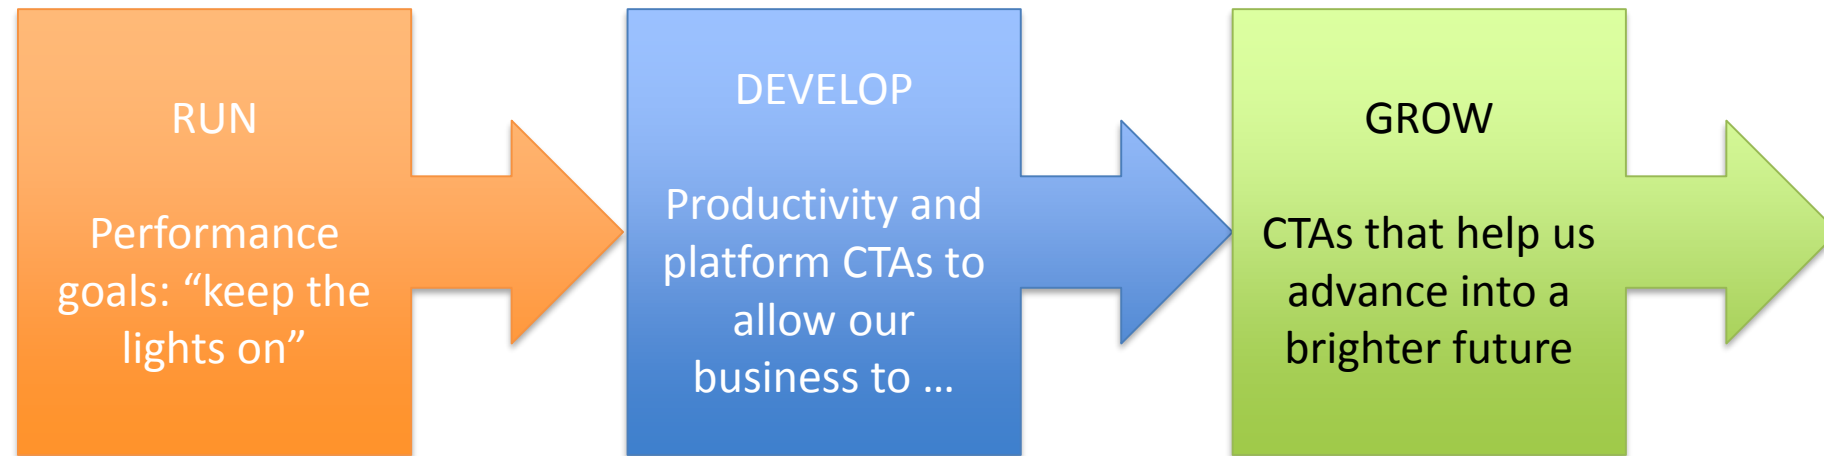 RUN
Performance
goals: “keep the
lights on”
DEVELOP
Productivity and
platform CTAs to
allow our
business to …
GROW
CTAs that help us
advance into a
brighter future